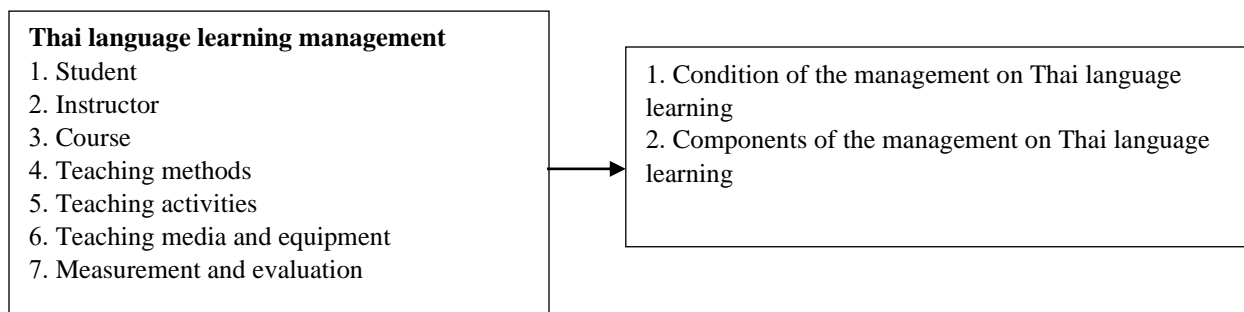 Thai language learning management
1. Student
2. Instructor
3. Course
4. Teaching methods
5. Teaching activities
6. Teaching media and equipment
7. Measurement and evaluation
1. Condition of the management on Thai language
learning
2. Components of the management on Thai language
learning